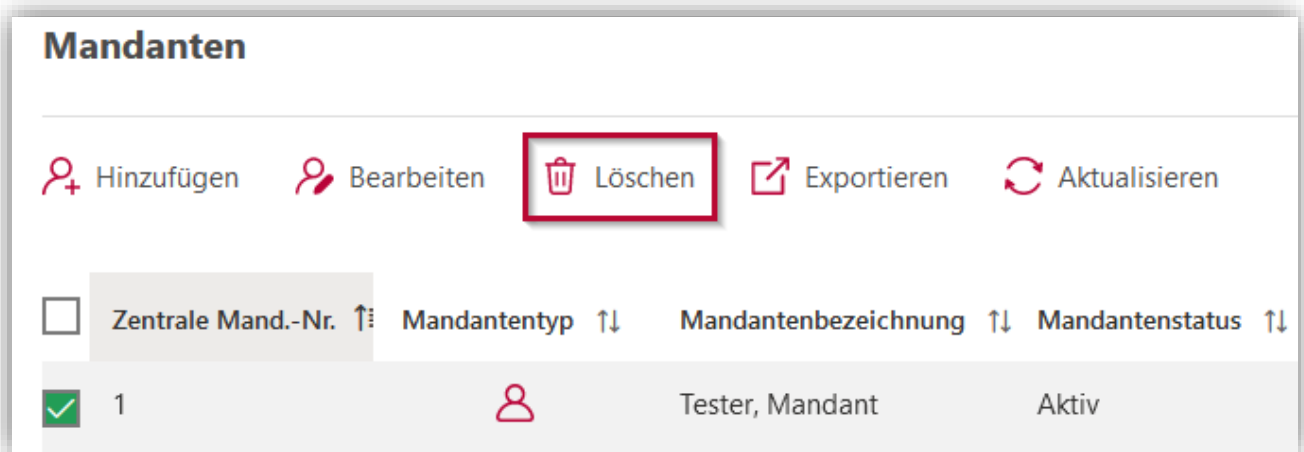 Mandanten
Hinzufügen Bearbeiten Löschen Exportieren Aktualisieren
Zentrale Mand.-Nr. Mandantentyp Mandantenbezeichnung Mandantenstatus
1 Tester, Mandant Aktiv